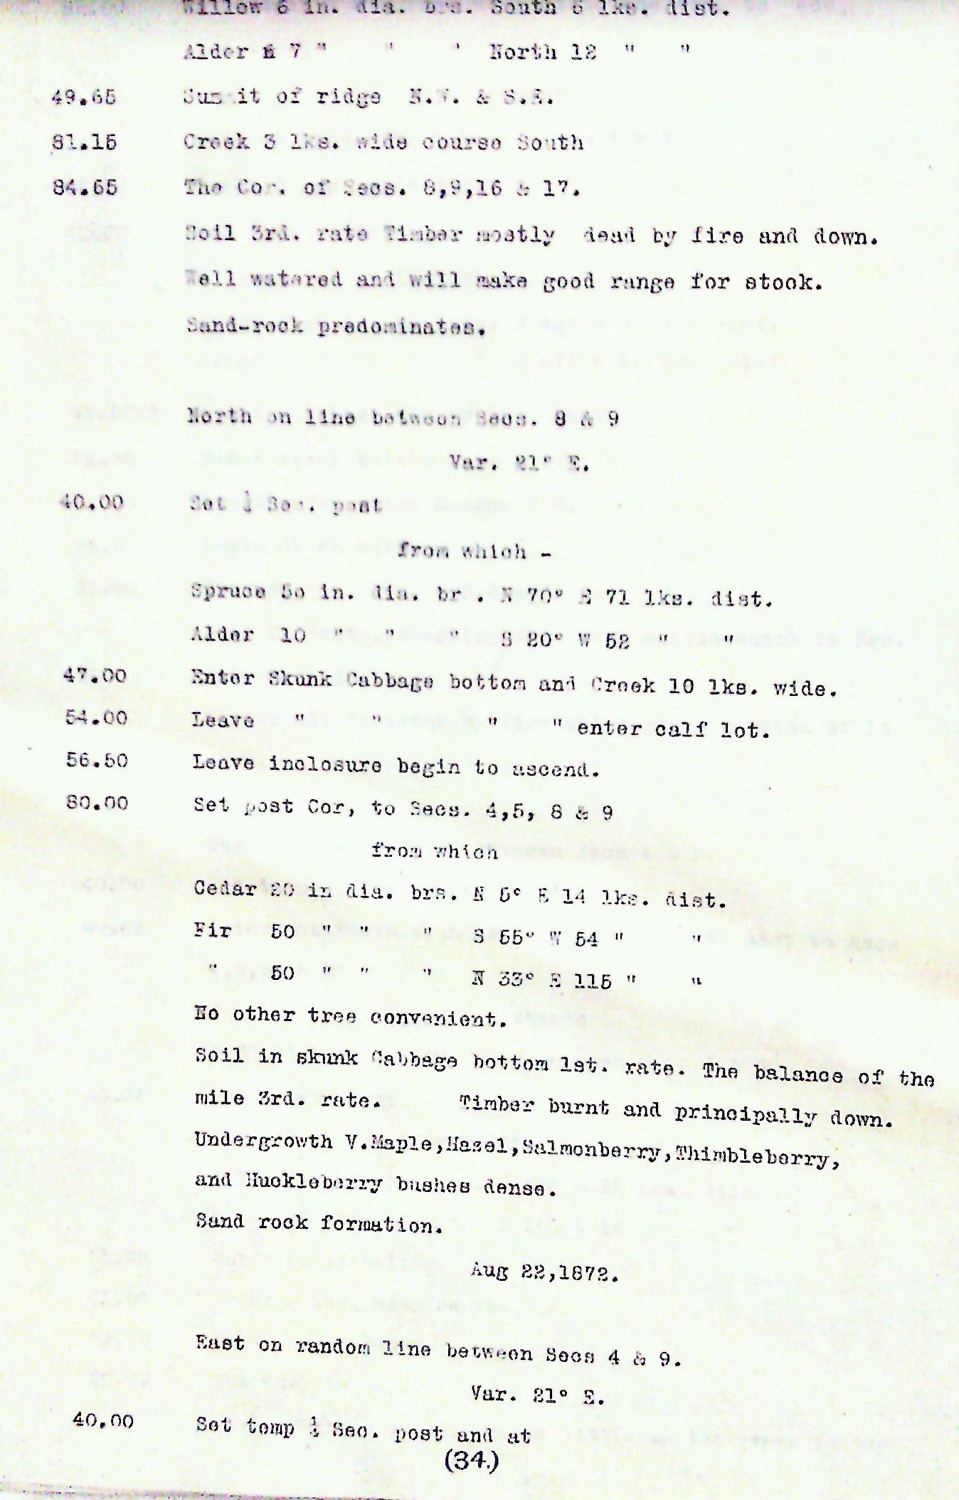 Willow 6 in. dia. brs. South 6 lks. dist.
Alder & 7 " ' ' North 12 " "
49.65 Summit of ridge N.W. & S.E.
81.15 Creek 3 lks. wide course South
84.65 The Cor. of Secs. 8,9,16 & 17.
Soil 3rd. rate Timber mostly dead by fire and down.
Well watered and will make good range for stock.
Sand-rock predominates.
North on line between Secs. 8 & 9
Var. 21° E.
40.00 Set ¼ Sec. post
from which -
Spruce 50 in. dia. br . N 70° E 71 lks. dist.
Alder 10 " " " S 20° W 52 " "
47.00 Enter Skunk Cabbage bottom and Creek 10 lks. wide.
54.00 Leave " " " " enter calf lot.
56.50 Leave inclosure begin to ascend.
80.00 Set post Cor, to Secs. 4,5, 8 & 9
from which
Cedar 20 in dia. brs. N 5° E 14 lks. dist.
Fir 50 " " " S 55° W 54 " "
" 50 " " " N 33° E 115 " "
No other tree convenient.
Soil in skunk Cabbage bottom 1st. rate. The balance of the
mile 3rd. rate. Timber burnt and principally down.
Undergrowth V.Maple,Hazel,Salmonberry,Thimbleberry,
and Huckleberry bushes dense.
Sand rock formation.
Aug 22,1872.
East on random line between Secs 4 & 9.
Var. 21° E.
40.00 Set temp ¼ Sec. post and at
(34.)